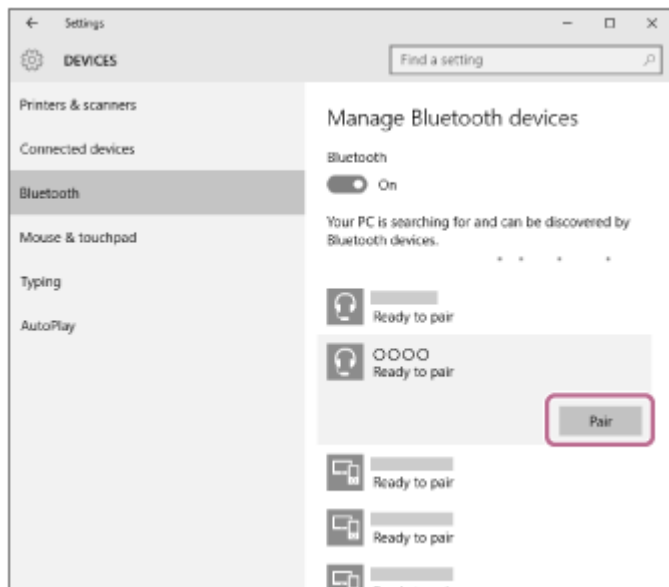 Settings
DEVICES
Find a setting
Printers & scanners
Connected devices
Bluetooth
Mouse & touchpad
Typing
AutoPlay
Manage Bluetooth devices
Bluetooth
On
Your PC is searching for and can be discovered by
Bluetooth devices.
Ready to pair
OOOO
Ready to pair
Pair
Ready to pair
Ready to pair